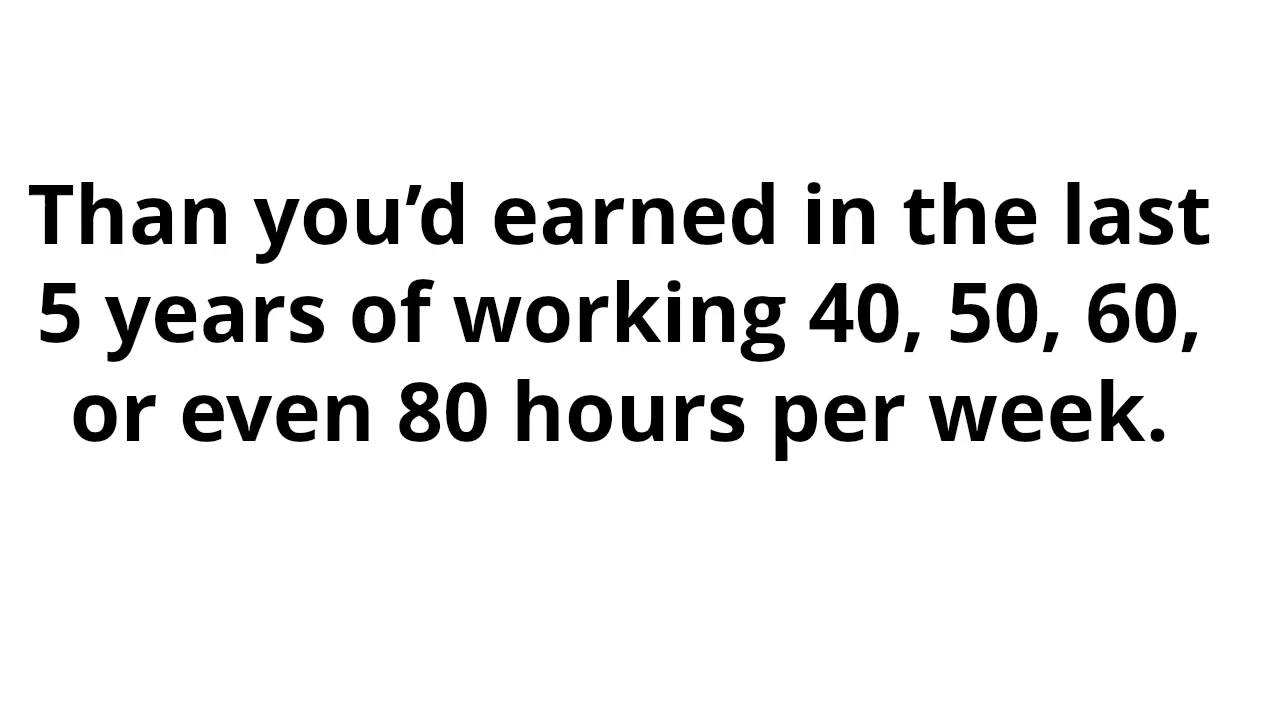 Than you’d earned in the last
5 years of working 40, 50, 60,
or even 80 hours per week.